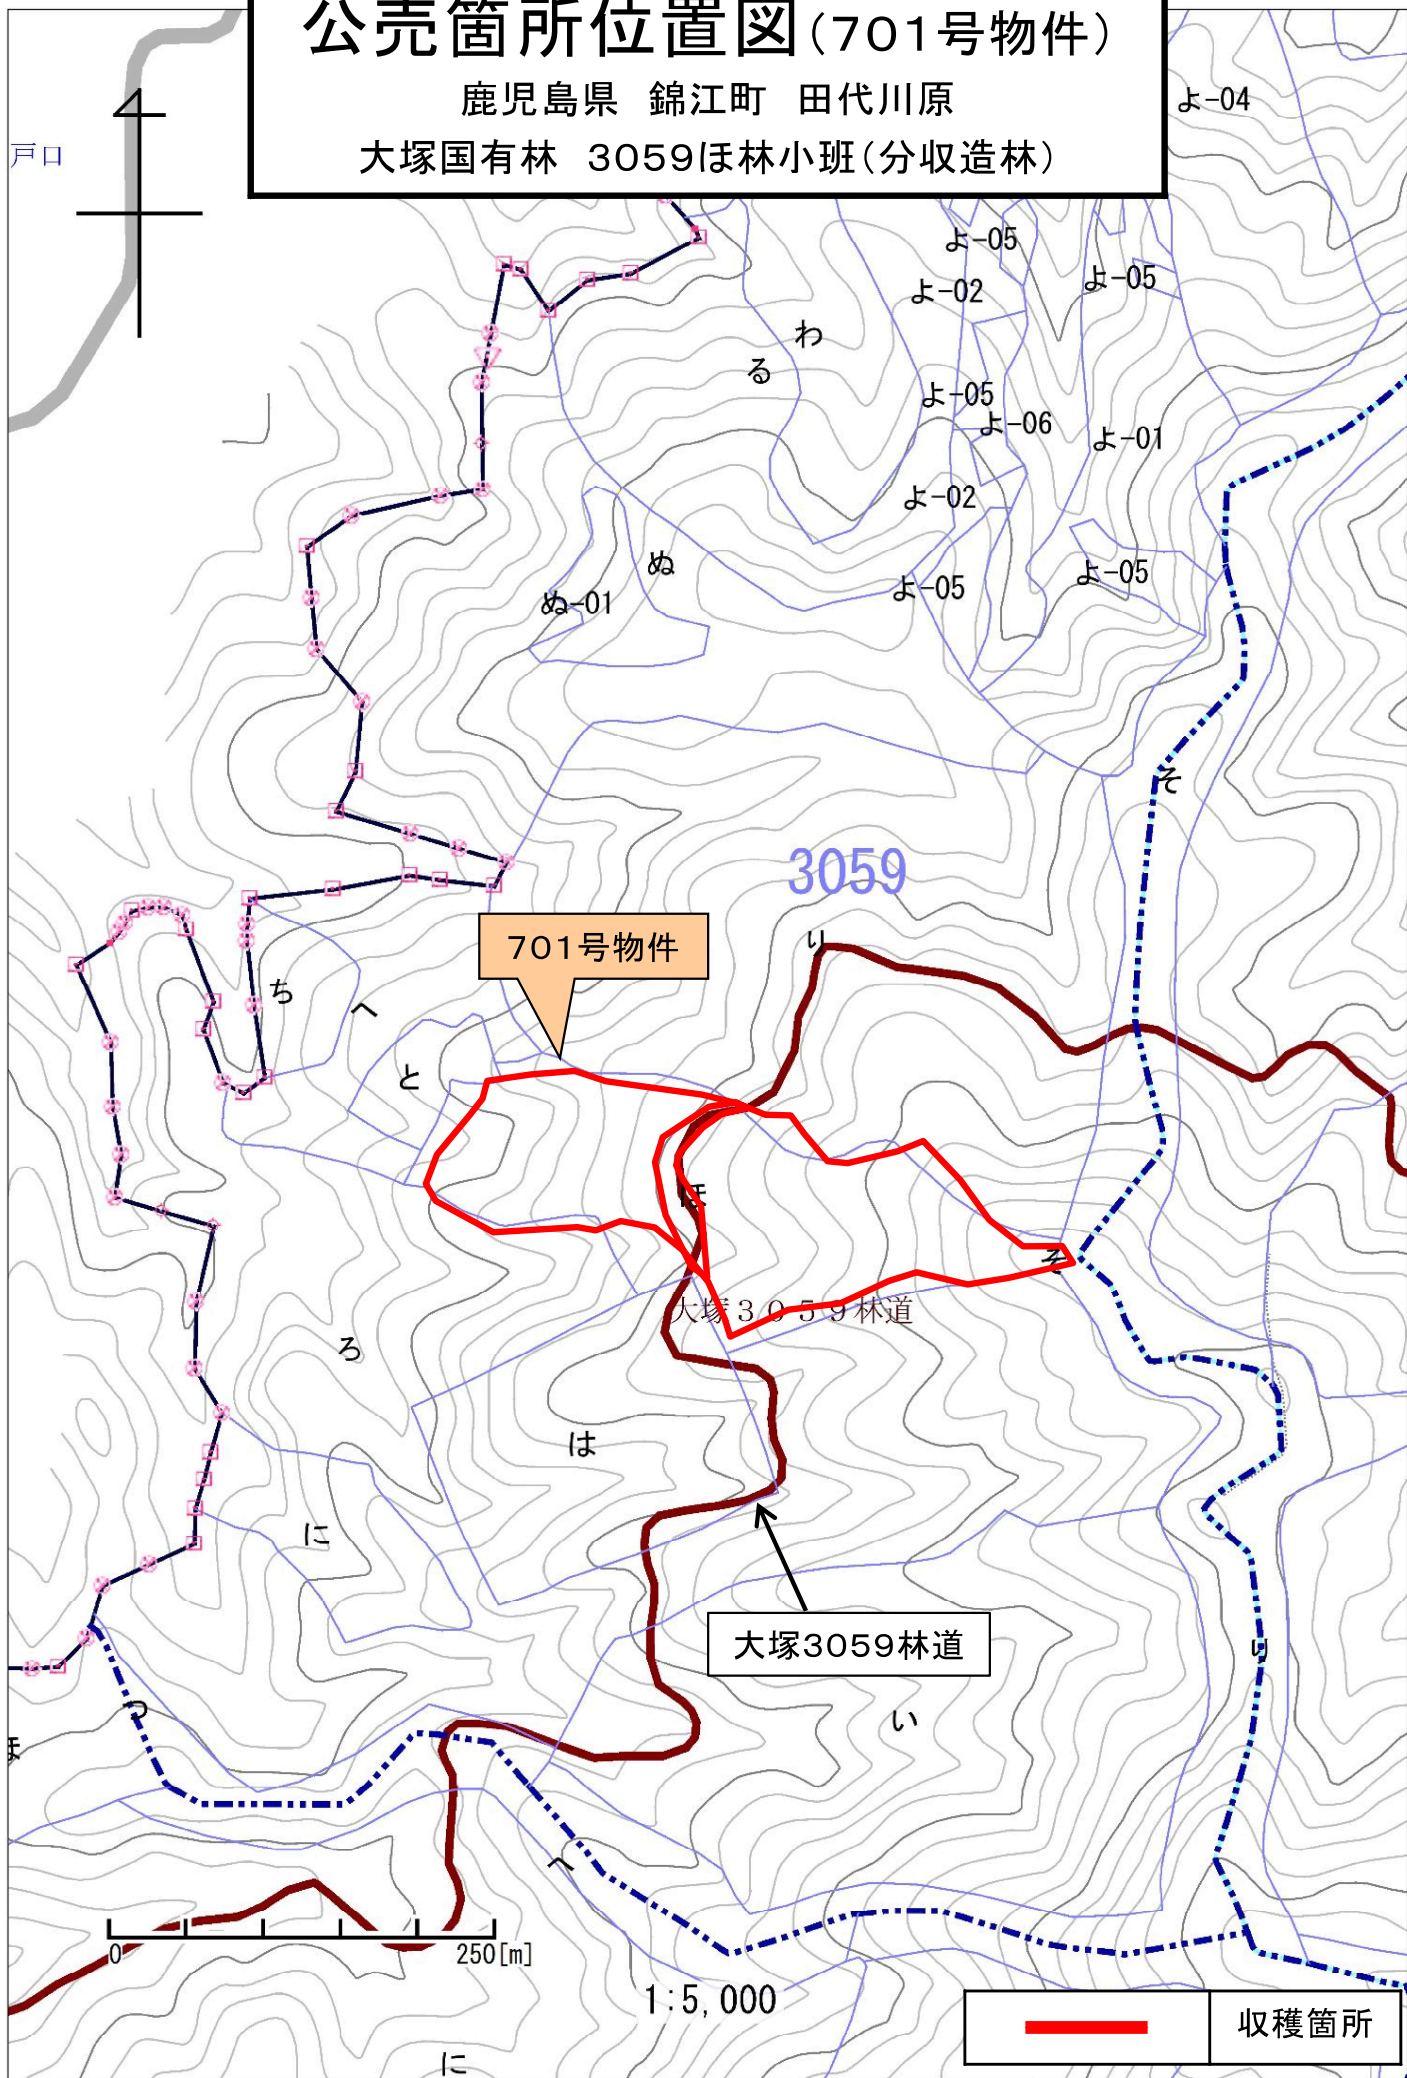 公売箇所位置図(701号物件)
鹿児島県 錦江町 田代川原
大塚国有林 3059ほ林小班(分収造林)
よ-04
戸口
よ-05
よ-05
よ-02
わ
る
よ-05
よ-06
よ-01
よ-02
ぬ
よ-05
よ-05
ぬ-01
そ
3059
701号物件
り
ち
へ
と
ほ
そ
大塚3059林道
ろ
は
に
大塚3059林道
り
つ
い
ほ
へ
0
250[m]
1:5,000
収穫箇所
に